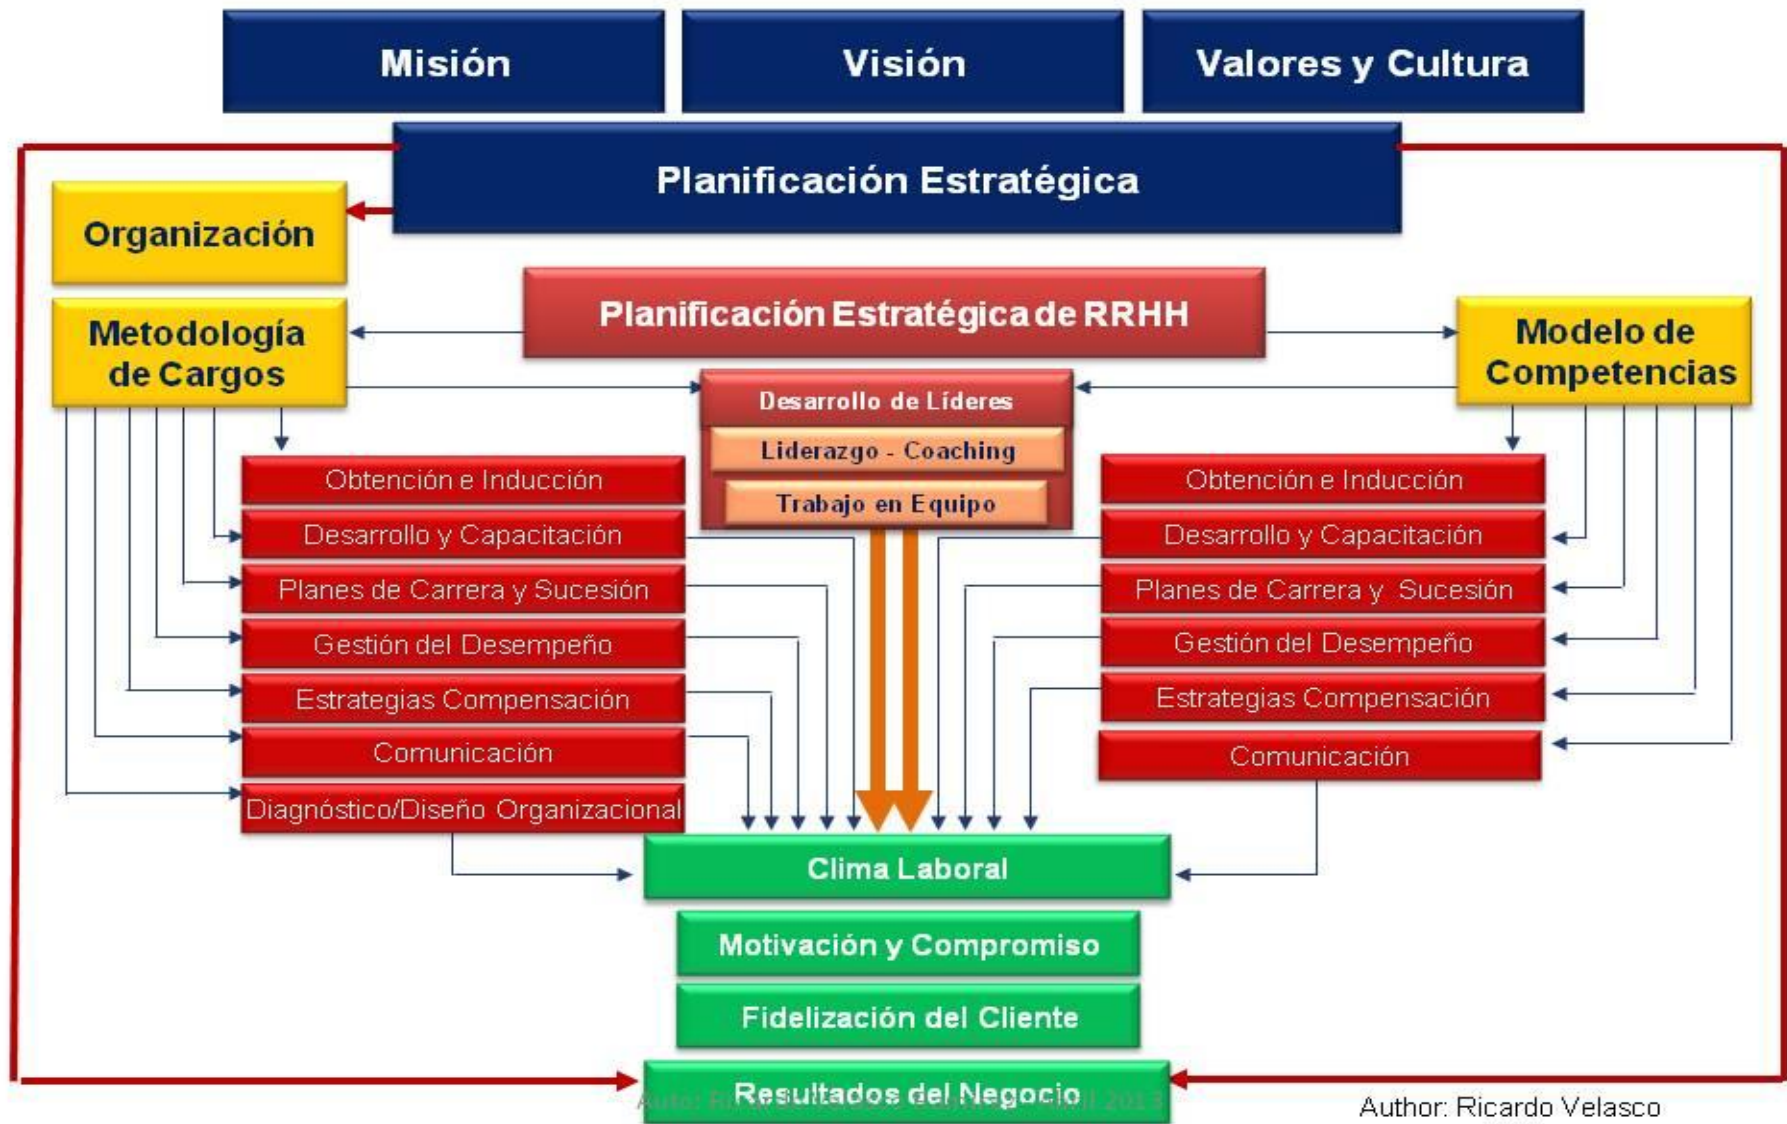 Misión
Visión
Valores y Cultura
Planificación Estratégica
Organización
Planificación Estratégica de RRHH
Metodología
de Cargos
Modelo de
Competencias
Desarrollo de Líderes
Liderazgo - Coaching
Trabajo en Equipo
Obtención e Inducción
Desarrollo y Capacitación
Planes de Carrera y Sucesión
Gestión del Desempeño
Estrategias Compensación
Comunicación
Diagnóstico/Diseño Organizacional
Obtención e Inducción
Desarrollo y Capacitación
Planes de Carrera y Sucesión
Gestión del Desempeño
Estrategias Compensación
Comunicación
Clima Laboral
Motivación y Compromiso
Fidelización del Cliente
Resultados del Negocio
2013
Author: Ricardo Velasco